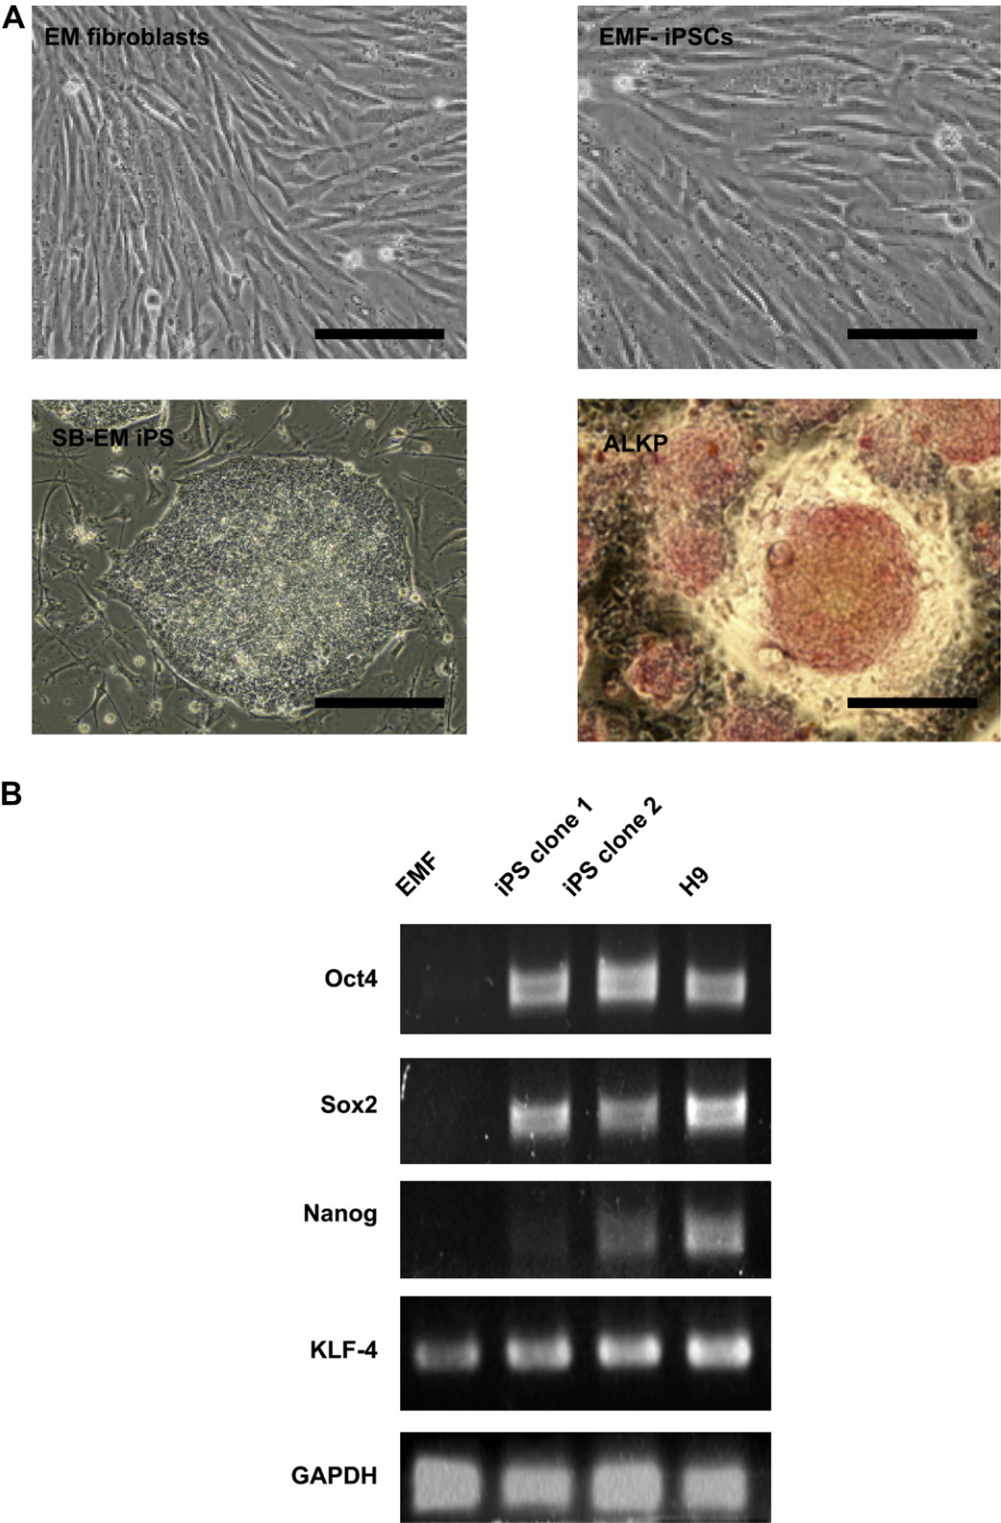 A
EM fibroblasts
EMF- iPSCs
SB-EM iPS
ALKP
B
EMF
iPS clone 1
iPS clone 2
H9
Oct4
Sox2
Nanog
KLF-4
GAPDH